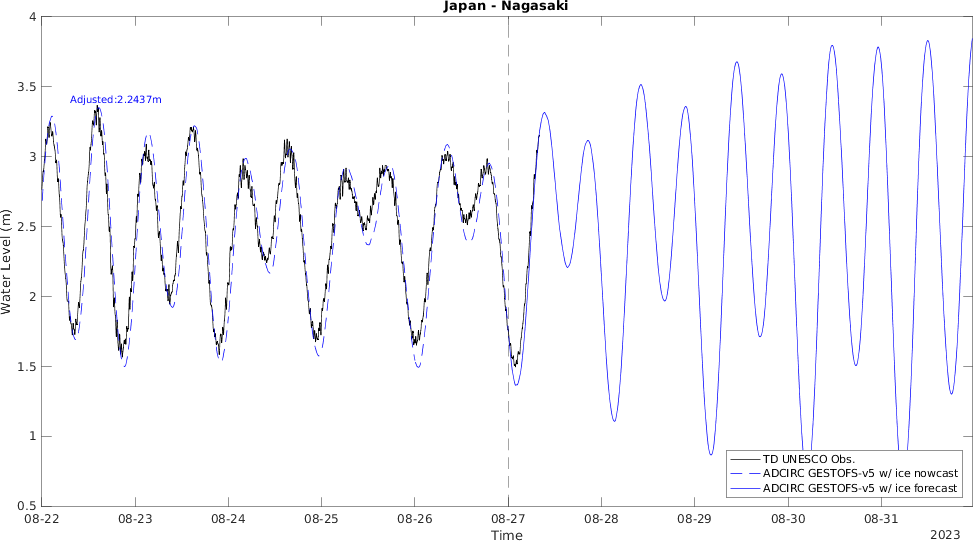 Japan - Nagasaki
4
3.5
3
2.5
2
1.5
1
0.5
Water Level (m)
Adjusted:2.2437m
TD UNESCO Obs.
ADCIRC GESTOFS-v5 w/ ice nowcast
ADCIRC GESTOFS-v5 w/ ice forecast
08-22 08-23 08-24 08-25 08-26 08-27 08-28 08-29 08-30 08-31
Time
2023